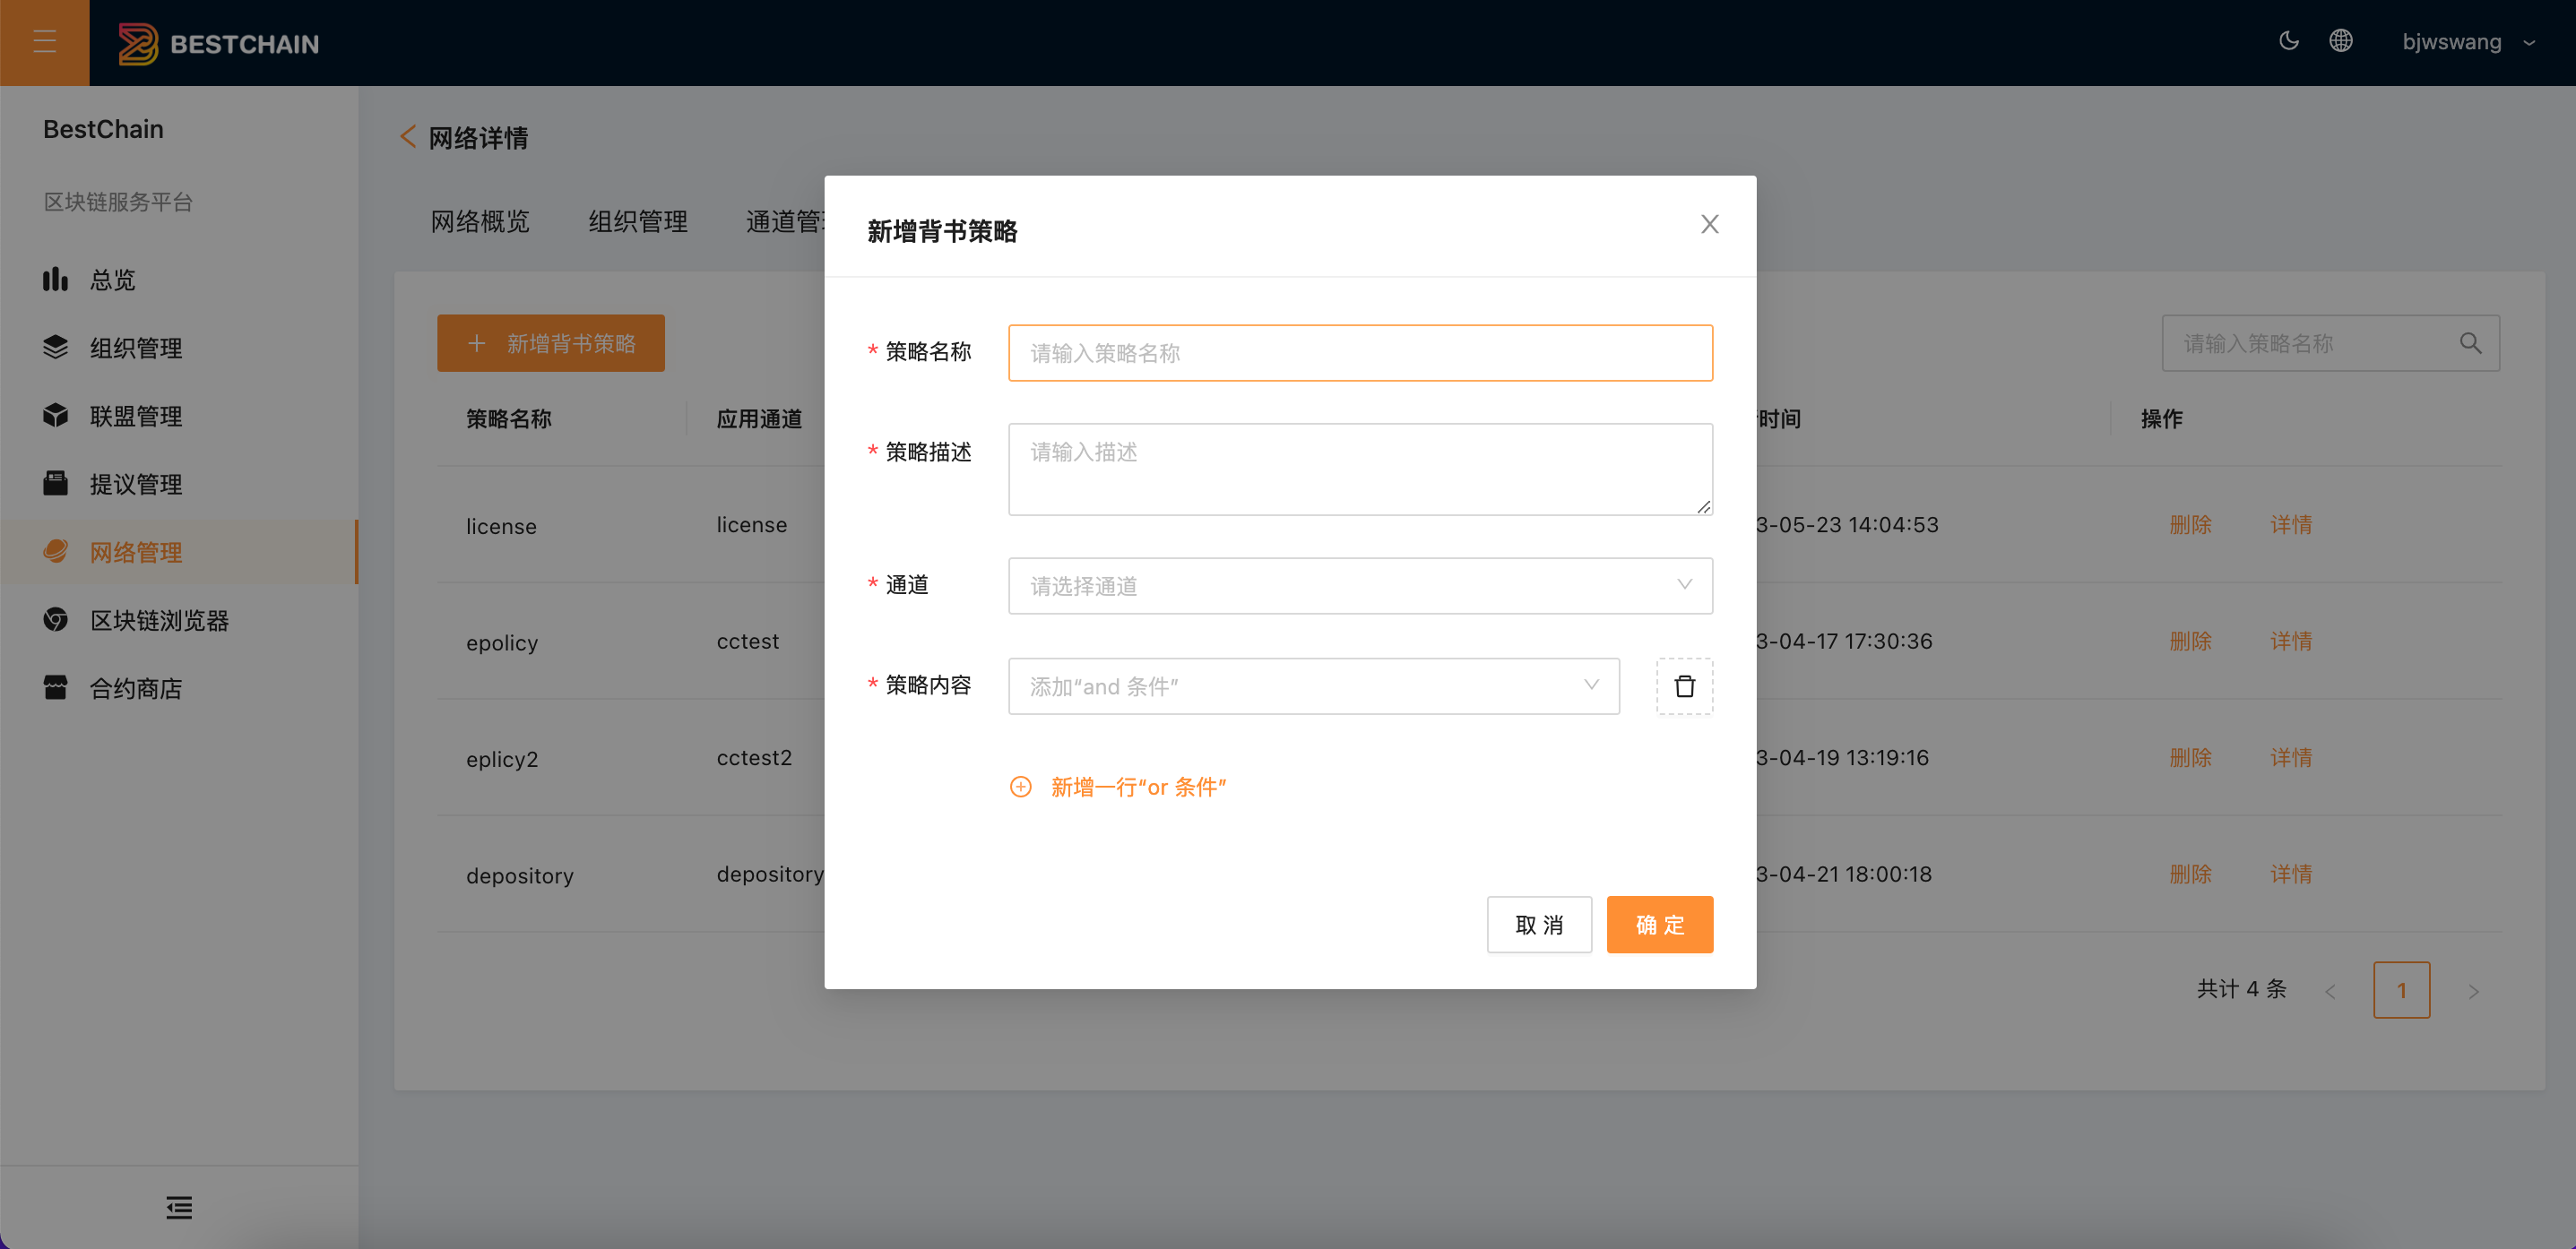 BESTCHAIN
bjwswang
BestChain
区块链服务平台
总览
组织管理
联盟管理
提议管理
网络管理
区块链浏览器
合约商店
网络详情
网络概览 组织管理 通道管
+ 新增背书策略
请输入策略名称
策略名称 应用通道 时间 操作
license license 3-05-23 14:04:53 删除 详情
epolicy cctest 3-04-17 17:30:36 删除 详情
eplicy2 cctest2 3-04-19 13:19:16 删除 详情
depository depository 3-04-21 18:00:18 删除 详情
共计 4 条 < 1 >
新增背书策略
* 策略名称 请输入策略名称
* 策略描述 请输入描述
* 通道 请选择通道
* 策略内容 添加“and 条件”
新增一行“or 条件”
取 消 确 定